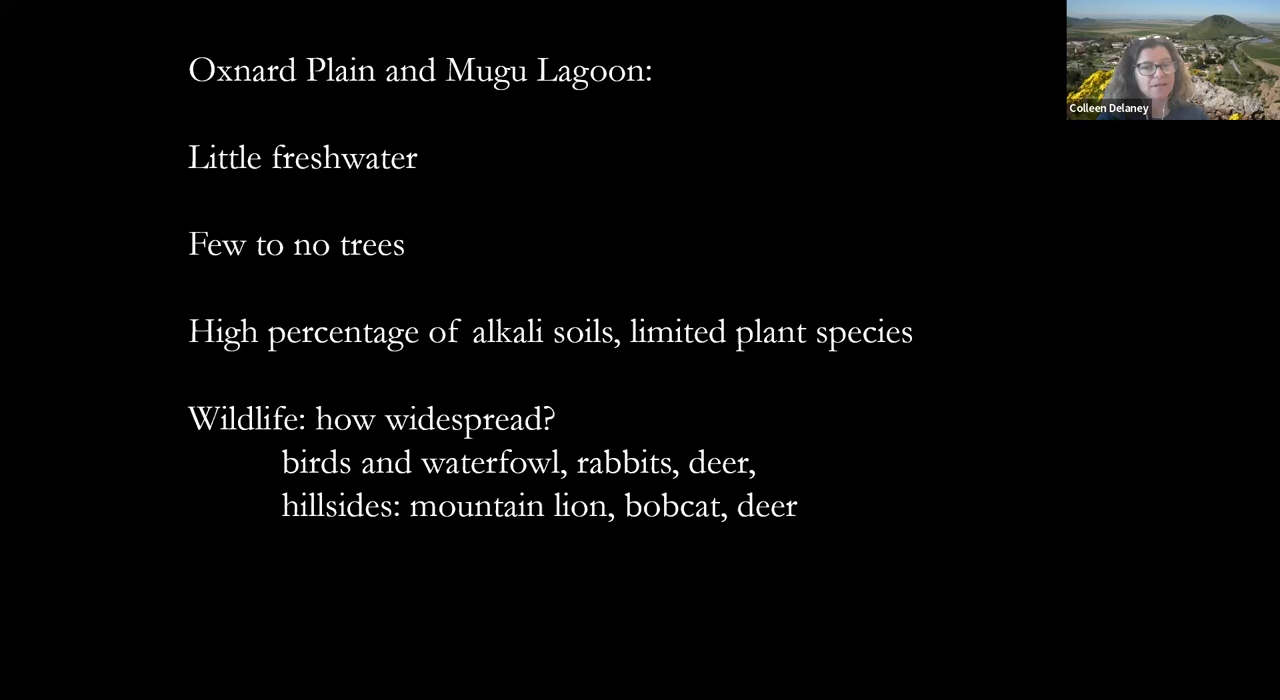 Oxnard Plain and Mugu Lagoon:
Little freshwater
Few to no trees
High percentage of alkali soils, limited plant species
Wildlife: how widespread?
birds and waterfowl, rabbits, deer,
hillsides: mountain lion, bobcat, deer
Colleen Delaney